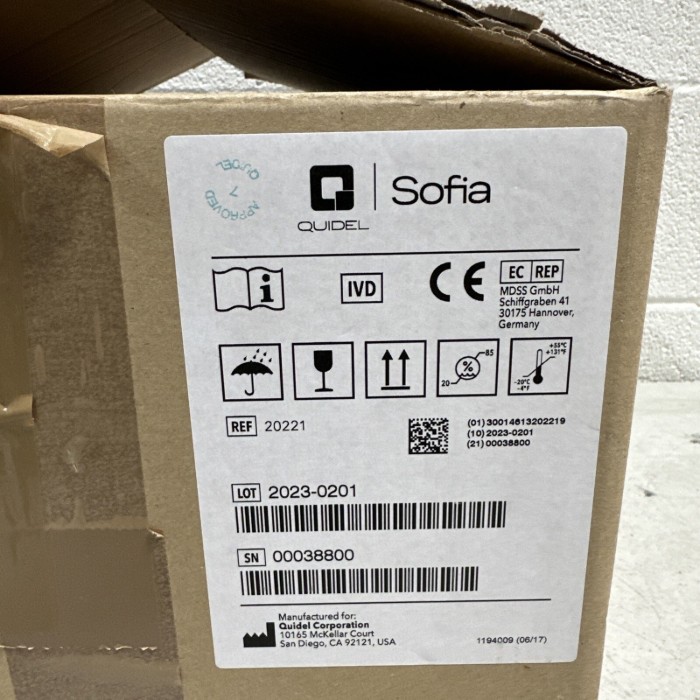 QUIDEL
7
APPROVED
QUIDEL | Sofia
i
IVD
CE
EC REP
MDSS GmbH
Schiffgraben 41
30175 Hannover,
Germany
20
%
85
-20°C
-4°F
+55°C
+131°F
REF 20221
(01) 30014613202219
(10) 2023-0201
(21) 00038800
LOT 2023-0201
SN 00038800
Manufactured for:
Quidel Corporation
10165 McKellar Court
San Diego, CA 92121, USA
1194009 (06/17)